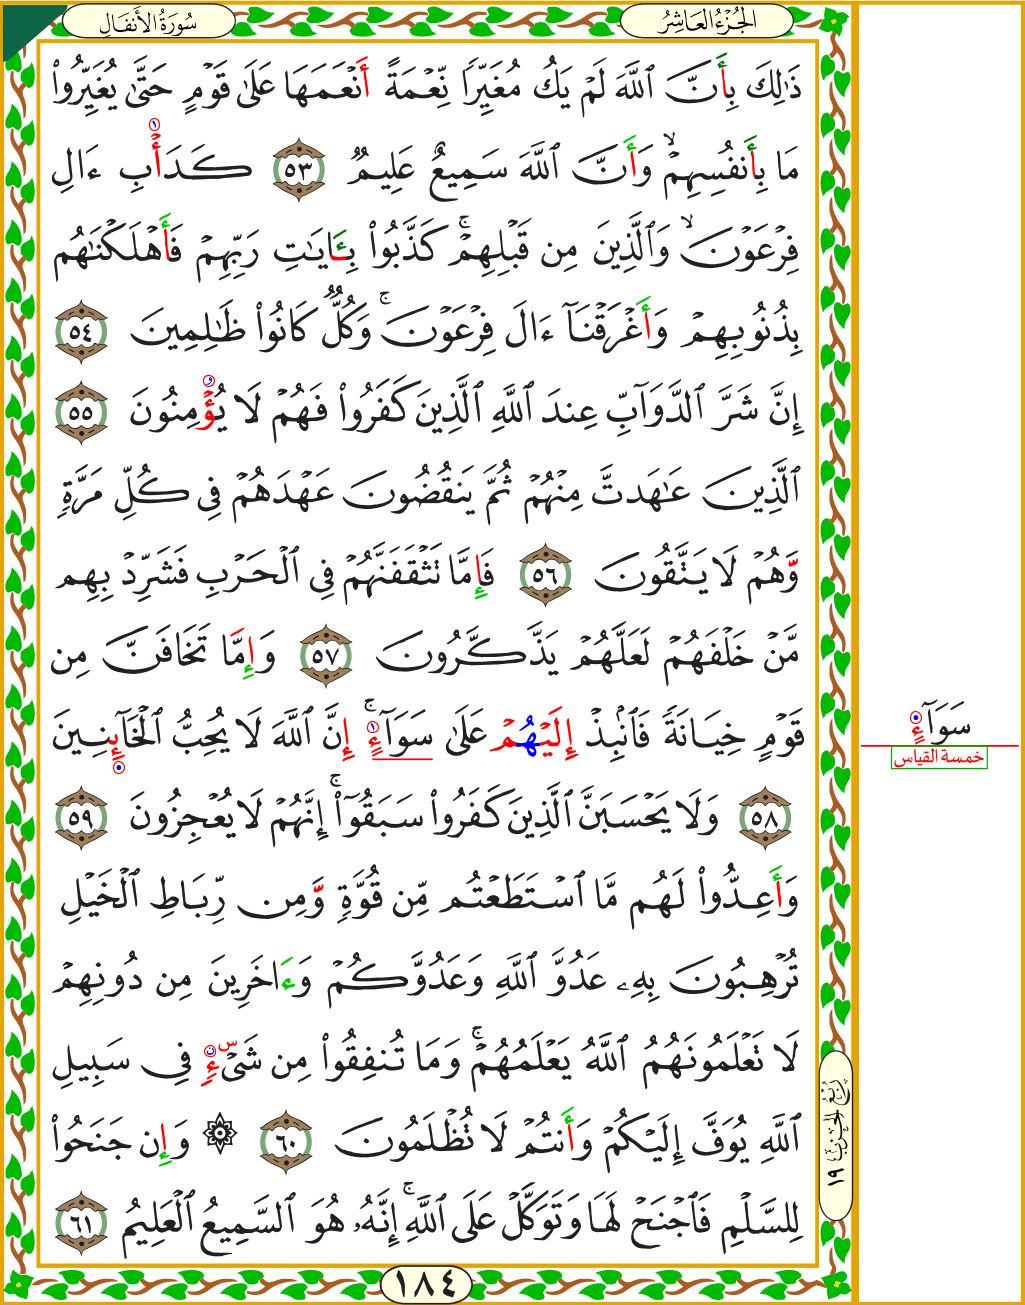 الجُزْءُ العَاشِرُ
سُورَةُ الأَنفَالِ
ذَٰلِكَ بِأَنَّ ٱللَّهَ لَمْ يَكُ مُغَيِّرًا نِّعْمَةً أَنْعَمَهَا عَلَىٰ قَوْمٍ حَتَّىٰ يُغَيِّرُوا۟
مَا بِأَنفُسِهِمْ ۙ وَأَنَّ ٱللَّهَ سَمِيعٌ عَلِيمٌ ٥٣ كَدَأْبِ ءَالِ
فِرْعَوْنَ ۙ وَٱلَّذِينَ مِن قَبْلِهِمْ ۚ كَذَّبُوا۟ بِـَٔايَـٰتِ رَبِّهِمْ فَأَهْلَكْنَـٰهُم
بِذُنُوبِهِمْ وَأَغْرَقْنَآ ءَالَ فِرْعَوْنَ ۚ وَكُلٌّ كَانُوا۟ ظَـٰلِمِينَ ٥٤
إِنَّ شَرَّ ٱلدَّوَآبِّ عِندَ ٱللَّهِ ٱلَّذِينَ كَفَرُوا۟ فَهُمْ لَا يُؤْمِنُونَ ٥٥
ٱلَّذِينَ عَـٰهَدتَّ مِنْهُمْ ثُمَّ يَنقُضُونَ عَهْدَهُمْ فِى كُلِّ مَرَّةٍ
وَهُمْ لَا يَتَّقُونَ ٥٦ فَإِمَّا تَثْقَفَنَّهُمْ فِى ٱلْحَرْبِ فَشَرِّدْ بِهِم
مَّنْ خَلْفَهُمْ لَعَلَّهُمْ يَذَّكَّرُونَ ٥٧ وَإِمَّا تَخَافَنَّ مِن
قَوْمٍ خِيَانَةً فَٱنۢبِذْ إِلَيْهُمْ عَلَىٰ سَوَآءٍ ۚ إِنَّ ٱللَّهَ لَا يُحِبُّ ٱلْخَآئِنِينَ
٥٨ وَلَا يَحْسَبَنَّ ٱلَّذِينَ كَفَرُوا۟ سَبَقُوٓا۟ ۚ إِنَّهُمْ لَا يُعْجِزُونَ ٥٩
وَأَعِدُّوا۟ لَهُم مَّا ٱسْتَطَعْتُم مِّن قُوَّةٍ وَمِن رِّبَاطِ ٱلْخَيْلِ
تُرْهِبُونَ بِهِۦ عَدُوَّ ٱللَّهِ وَعَدُوَّكُمْ وَءَاخَرِينَ مِن دُونِهِمْ
لَا تَعْلَمُونَهُمُ ٱللَّهُ يَعْلَمُهُمْ ۚ وَمَا تُنفِقُوا۟ مِن شَىْءٍ فِى سَبِيلِ
ٱللَّهِ يُوَفَّ إِلَيْكُمْ وَأَنتُمْ لَا تُظْلَمُونَ ٦٠ ۞ وَإِن جَنَحُوا۟
لِلسَّلْمِ فَٱجْنَحْ لَهَا وَتَوَكَّلْ عَلَى ٱللَّهِ ۚ إِنَّهُۥ هُوَ ٱلسَّمِيعُ ٱلْعَلِيمُ ٦١
١٨٤
سَوَآءٍ
خمسة القياس
رُبْعُ الحِزْبِ ١٩